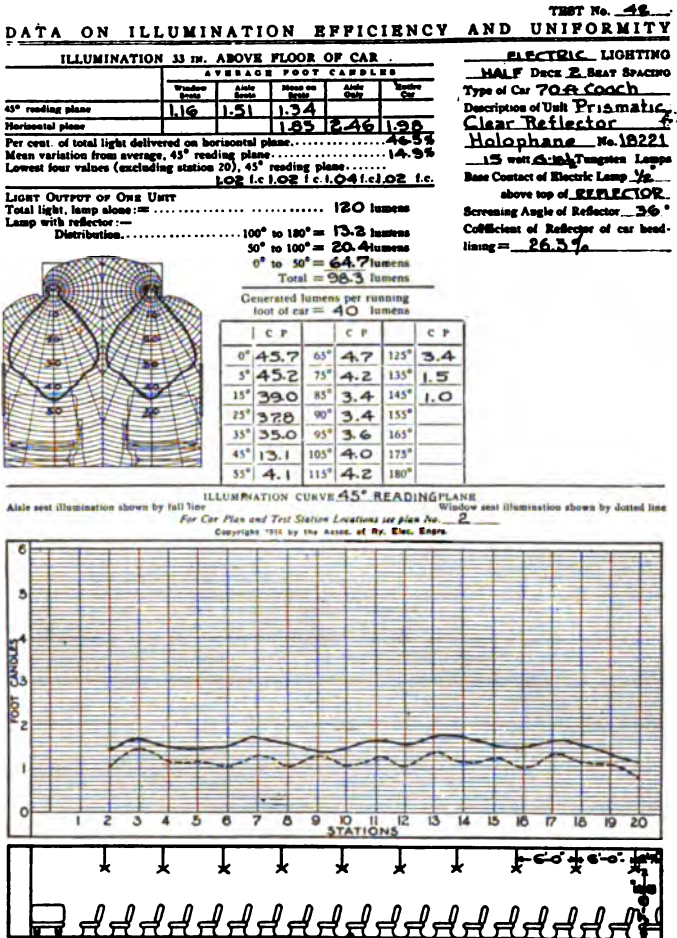 TEST No. 48
DATA ON ILLUMINATION EFFICIENCY AND UNIFORMITY
ILLUMINATION 33 IN. ABOVE FLOOR OF CAR
AVERAGE FOOT CANDLES
Window Seats Aisle Seats Mean on Seats Aisle Only Entire Car
45° reading plane 1.16 1.51 1.34
Horizontal plane 1.85 2.46 1.98
Per cent. of total light delivered on horizontal plane 46.5%
Mean variation from average, 45° reading plane 14.9%
Lowest four values (excluding station 20), 45° reading plane
1.02 f.c 1.02 f c 1.04 f.c 1.02 f.c.
ELECTRIC LIGHTING
HALF DECK 2 SEAT SPACING
Type of Car 70 ft Coach
Description of Unit Prismatic
Clear Reflector
Holophane No. 18221
15 watt Tungsten Lamps
Base Contact of Electric Lamp 1/2"
above top of REFLECTOR
Screening Angle of Reflector 36°
Coefficient of Reflector of car head-
lining = 26.3%
LIGHT OUTPUT OF ONE UNIT
Total light, lamp alone:= 120 lumens
Lamp with reflector:—
Distribution 100° to 180° = 13.2 lumens
50° to 100° = 20.4 lumens
0° to 50° = 64.7 lumens
Total = 98.3 lumens
Generated lumens per running
foot of car = 40 lumens
C P C P C P
0° 45.7 65° 4.7 125° 3.4
5° 45.2 75° 4.2 135° 1.5
15° 39.0 85° 3.4 145° 1.0
25° 37.8 90° 3.4 155°
35° 35.0 95° 3.6 165°
45° 13.1 105° 4.0 175°
55° 4.1 115° 4.2 180°
ILLUMINATION CURVE 45° READING PLANE
Aisle seat illumination shown by full line Window seat illumination shown by dotted line
For Car Plan and Test Station Locations see plan No. 2
Copyright 1914 by the Assoc. of Ry. Elec. Engrs.
6
5
4
3
2
1
0
FOOT CANDLES
1 2 3 4 5 6 7 8 9 10 11 12 13 14 15 16 17 18 19 20
STATIONS
6'-0" 6'-0"